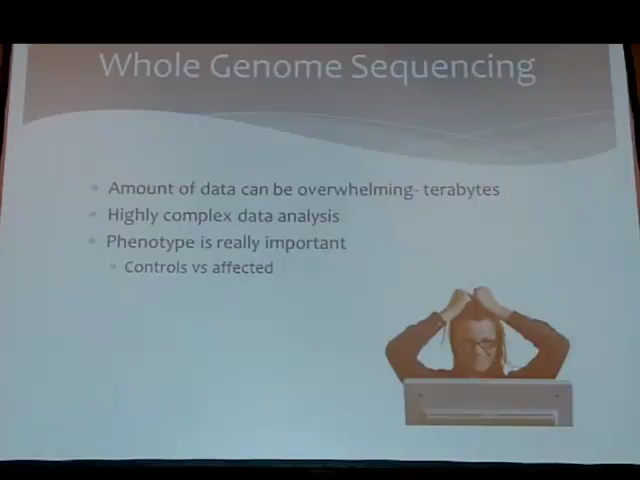 Whole Genome Sequencing
Amount of data can be overwhelming- terabytes
Highly complex data analysis
Phenotype is really important
Controls vs affected